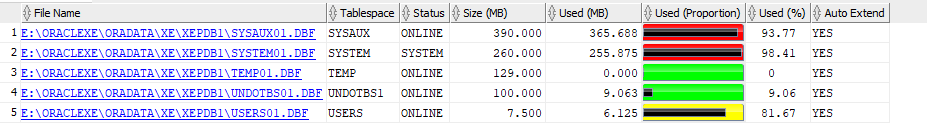 File Name Tablespace Status Size (MB) Used (MB) Used (Proportion) Used (%) Auto Extend
1 E:\ORACLEXE\ORADATA\XE\XEPDB1\SYSAUX01.DBF SYSAUX ONLINE 390.000 365.688 93.77 YES
2 E:\ORACLEXE\ORADATA\XE\XEPDB1\SYSTEM01.DBF SYSTEM SYSTEM 260.000 255.875 98.41 YES
3 E:\ORACLEXE\ORADATA\XE\XEPDB1\TEMP01.DBF TEMP ONLINE 129.000 0.000 0 YES
4 E:\ORACLEXE\ORADATA\XE\XEPDB1\UNDOTBS01.DBF UNDOTBS1 ONLINE 100.000 9.063 9.06 YES
5 E:\ORACLEXE\ORADATA\XE\XEPDB1\USERS01.DBF USERS ONLINE 7.500 6.125 81.67 YES